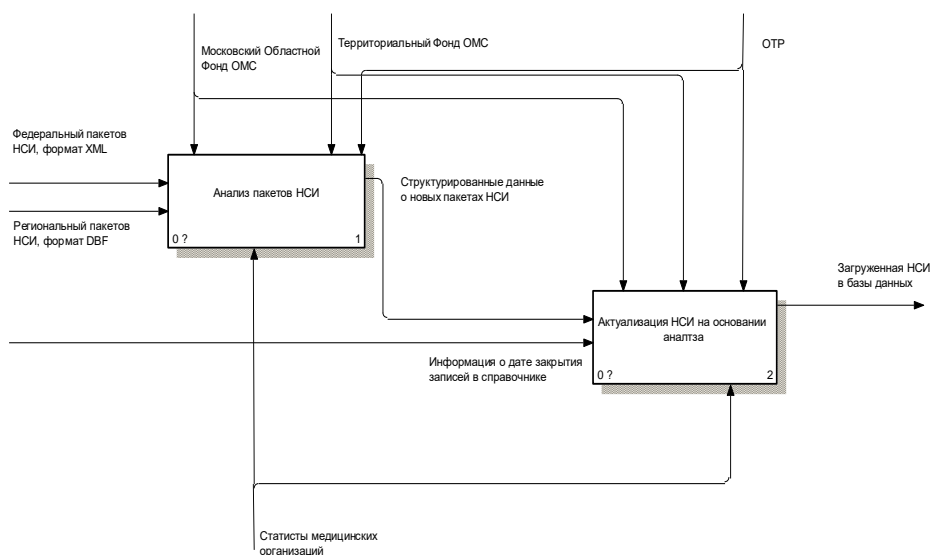 Московский Областной
Фонд ОМС
Территориальный Фонд ОМС
ОТР
Федеральный пакетов
НСИ, формат XML
Региональный пакетов
НСИ, формат DBF
Анализ пакетов НСИ
0 ?
1
Структурированные данные
о новых пакетах НСИ
Загруженная НСИ
в базы данных
Актуализация НСИ на основании
аналтза
0 ?
2
Информация о дате закрытия
записей в справочнике
Статисты медицинских
организаций